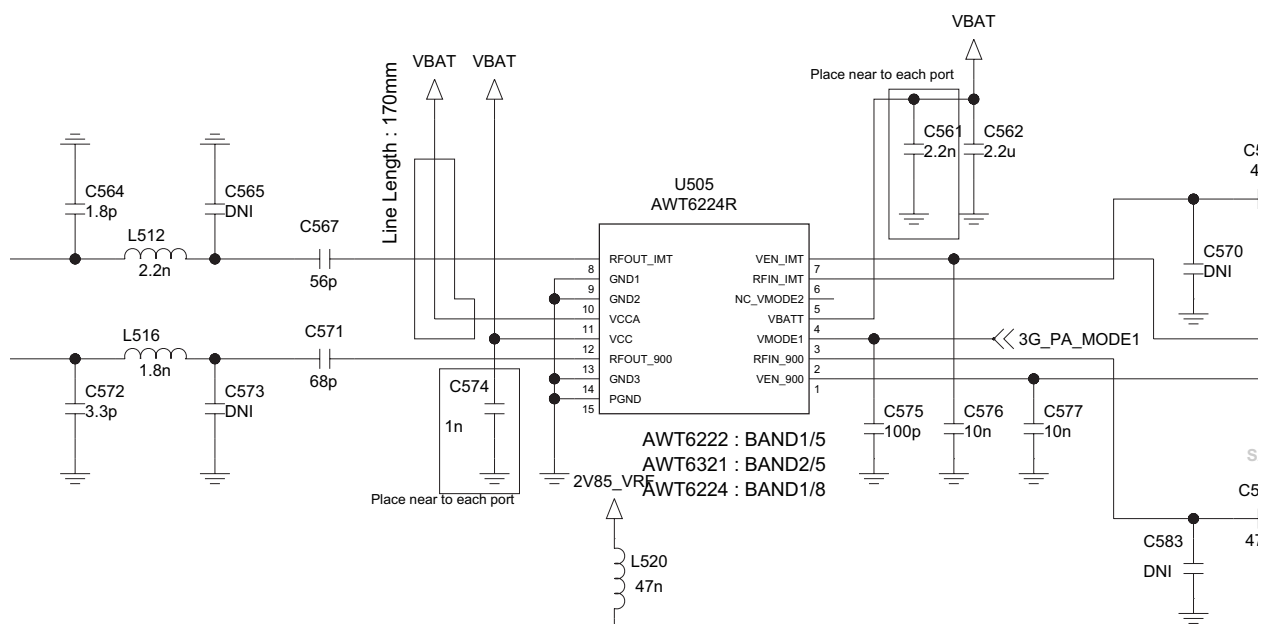 VBAT
VBAT
VBAT
Place near to each port
Line Length : 170mm
C561
2.2n
C562
2.2u
C564
1.8p
C565
DNI
C567
56p
L512
2.2n
U505
AWT6224R
C570
DNI
RFOUT_IMT
8
GND1
9
GND2
10
VCCA
11
VCC
12
RFOUT_900
13
GND3
14
PGND
15
VEN_IMT
7
RFIN_IMT
6
NC_VMODE2
5
VBATT
4
VMODE1
3
RFIN_900
2
VEN_900
1
3G_PA_MODE1
L516
1.8n
C571
68p
C572
3.3p
C573
DNI
C574
1n
Place near to each port
C575
100p
C576
10n
C577
10n
AWT6222 : BAND1/5
AWT6321 : BAND2/5
AWT6224 : BAND1/8
2V85_VRF
L520
47n
C583
DNI
C5
4
S
C5
47